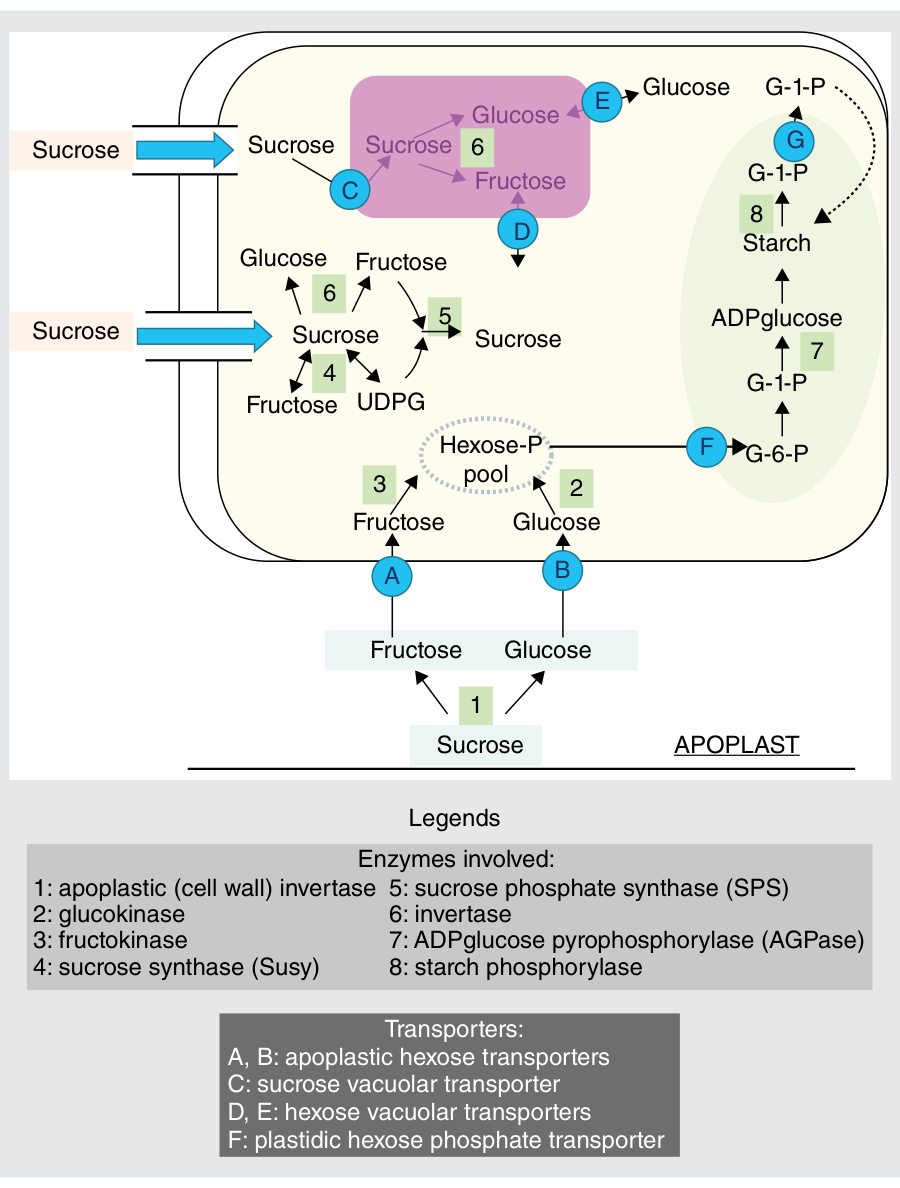 Sucrose
Sucrose
C
Sucrose
Glucose
6
Fructose
E
Glucose
D
G-1-P
G
G-1-P
8
Starch
ADPglucose
7
G-1-P
G-6-P
F
Sucrose
Glucose
Fructose
6
5
Sucrose
Sucrose
4
Fructose
UDPG
Hexose-P
pool
3
2
Fructose
Glucose
A
B
Fructose
Glucose
1
Sucrose
APOPLAST
Legends
Enzymes involved:
1: apoplastic (cell wall) invertase
2: glucokinase
3: fructokinase
4: sucrose synthase (Susy)
5: sucrose phosphate synthase (SPS)
6: invertase
7: ADPglucose pyrophosphorylase (AGPase)
8: starch phosphorylase
Transporters:
A, B: apoplastic hexose transporters
C: sucrose vacuolar transporter
D, E: hexose vacuolar transporters
F: plastidic hexose phosphate transporter